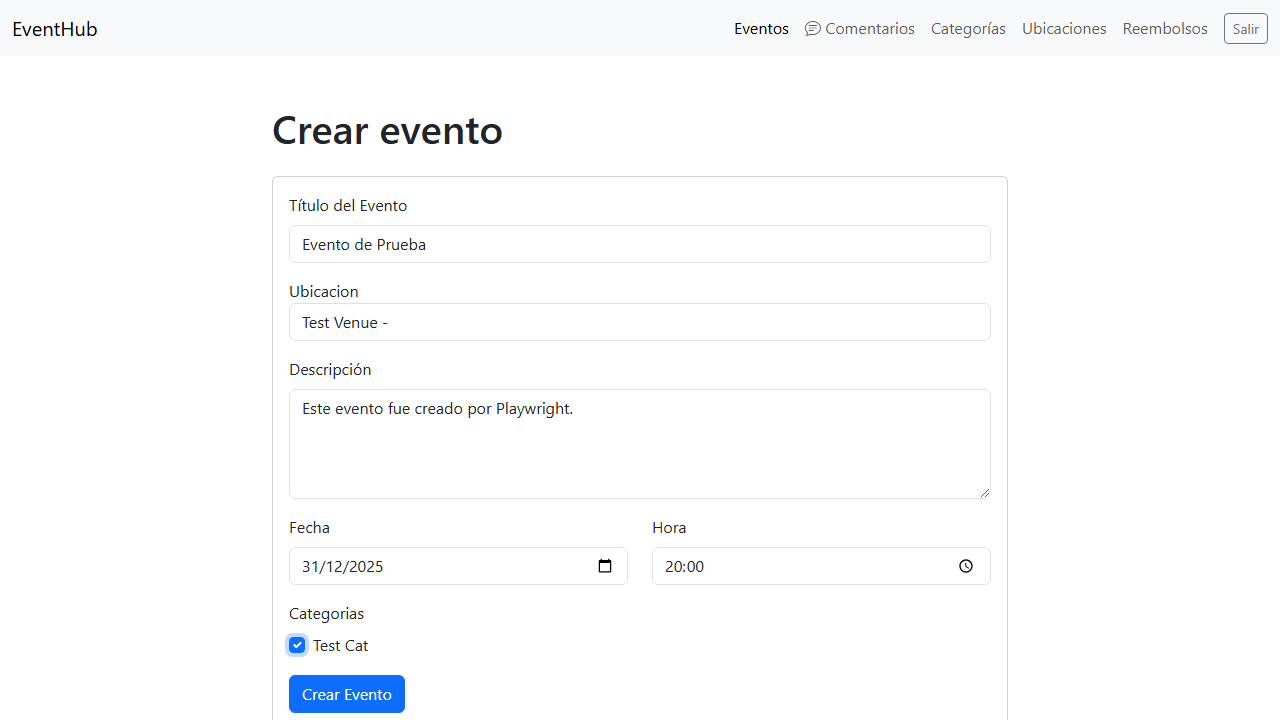 EventHub
Eventos Comentarios Categorías Ubicaciones Reembolsos Salir
Crear evento
Título del Evento
Evento de Prueba
Ubicacion
Test Venue -
Descripción
Este evento fue creado por Playwright.
Fecha Hora
31/12/2025 20:00
Categorias
Test Cat
Crear Evento